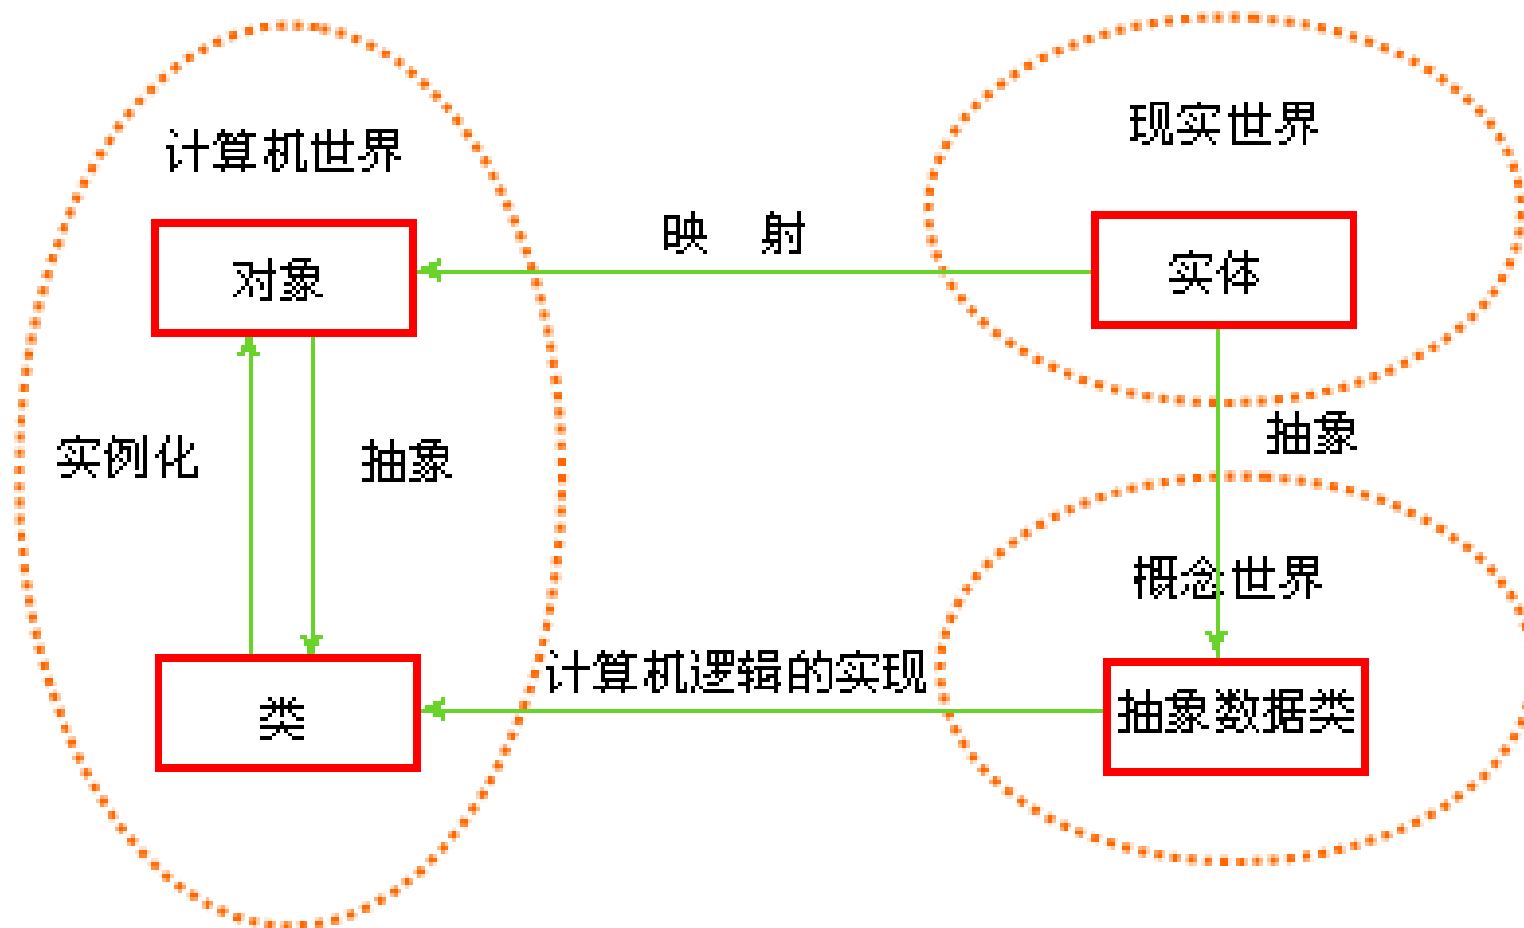 计算机世界
现实世界
映 射
对象
实体
实例化
抽象
抽象
概念世界
计算机逻辑的实现
类
抽象数据类